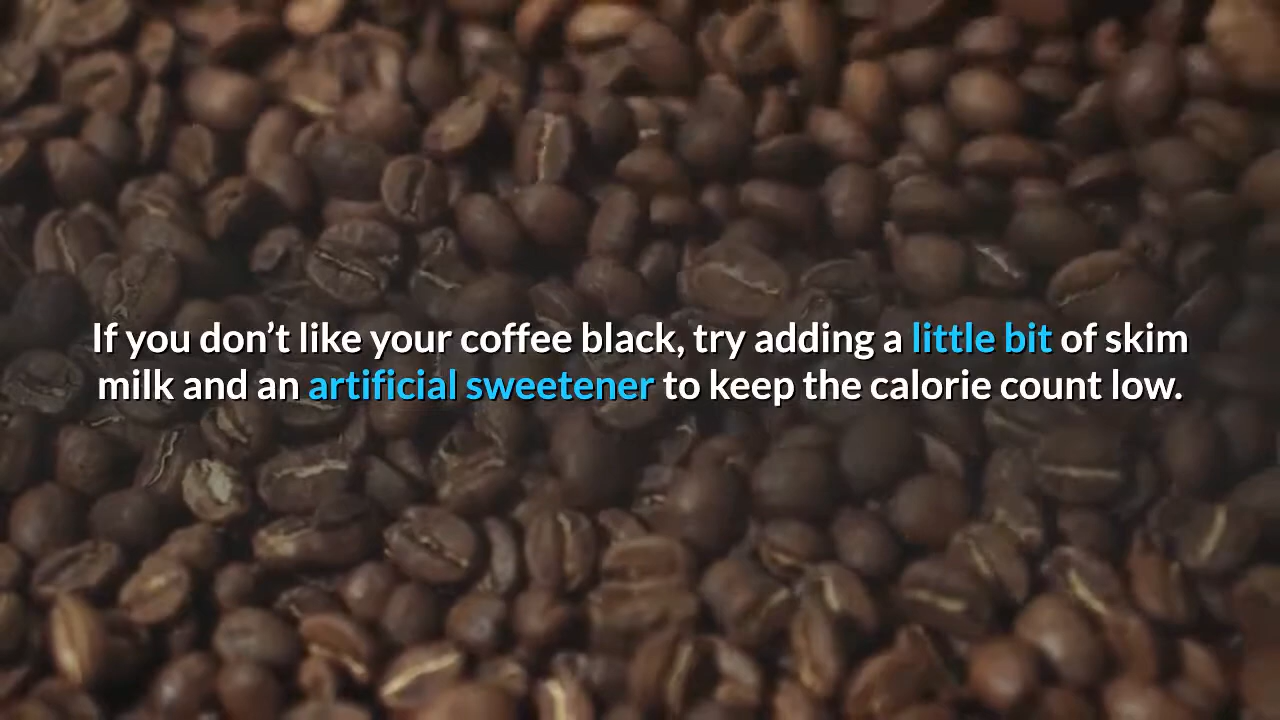 If you don’t like your coffee black, try adding a little bit of skim
milk and an artificial sweetener to keep the calorie count low.